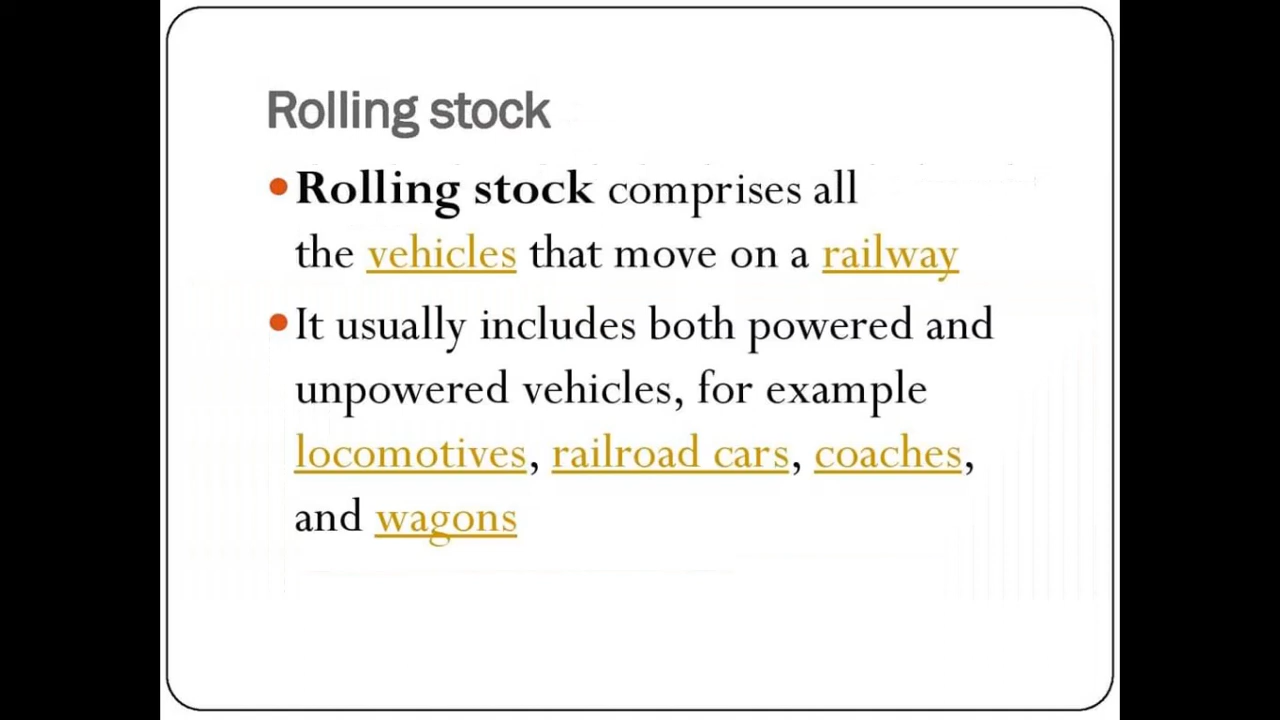 Rolling stock
•Rolling stock comprises all
the vehicles that move on a railway
•It usually includes both powered and
unpowered vehicles, for example
locomotives, railroad cars, coaches,
and wagons